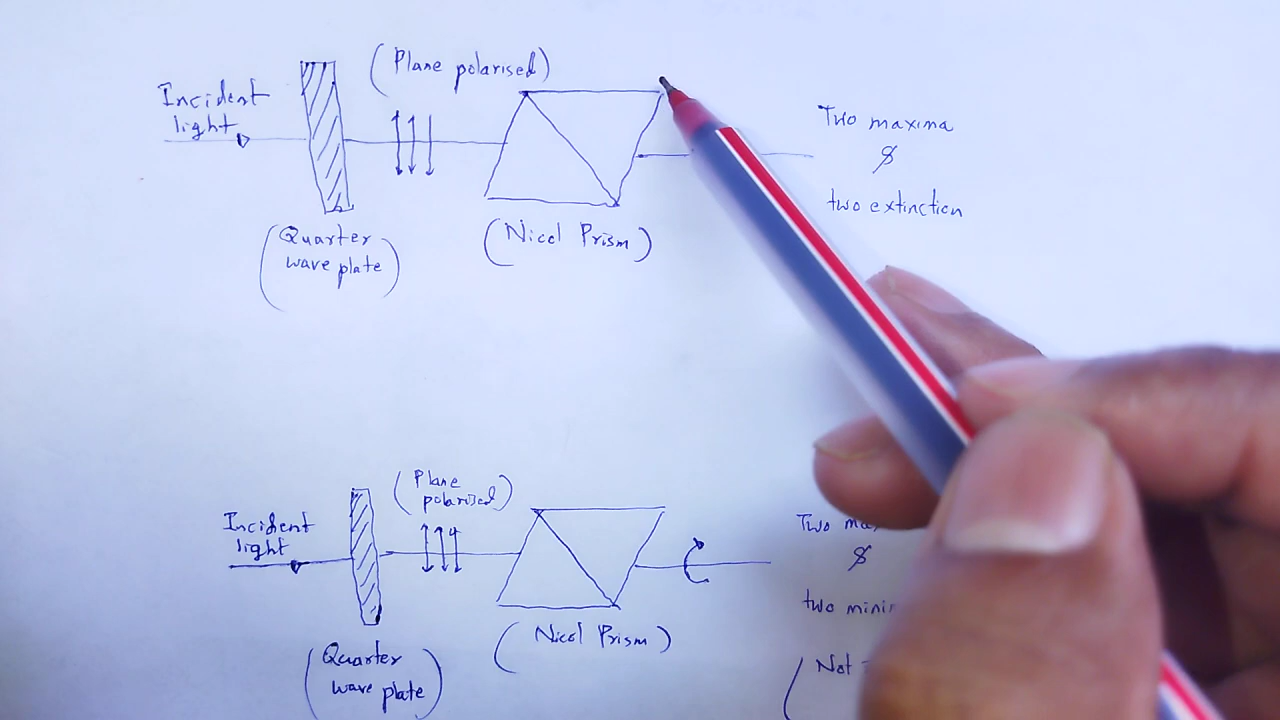 (Plane polarised)
Incident
light
Two maxima
&
two extinction
(Quarter
wave plate)
(Nicol Prism)
(Plane
polarised)
Incident
light
Two
&
two
(Nicol Prism)
(Quarter
wave plate)
(Not